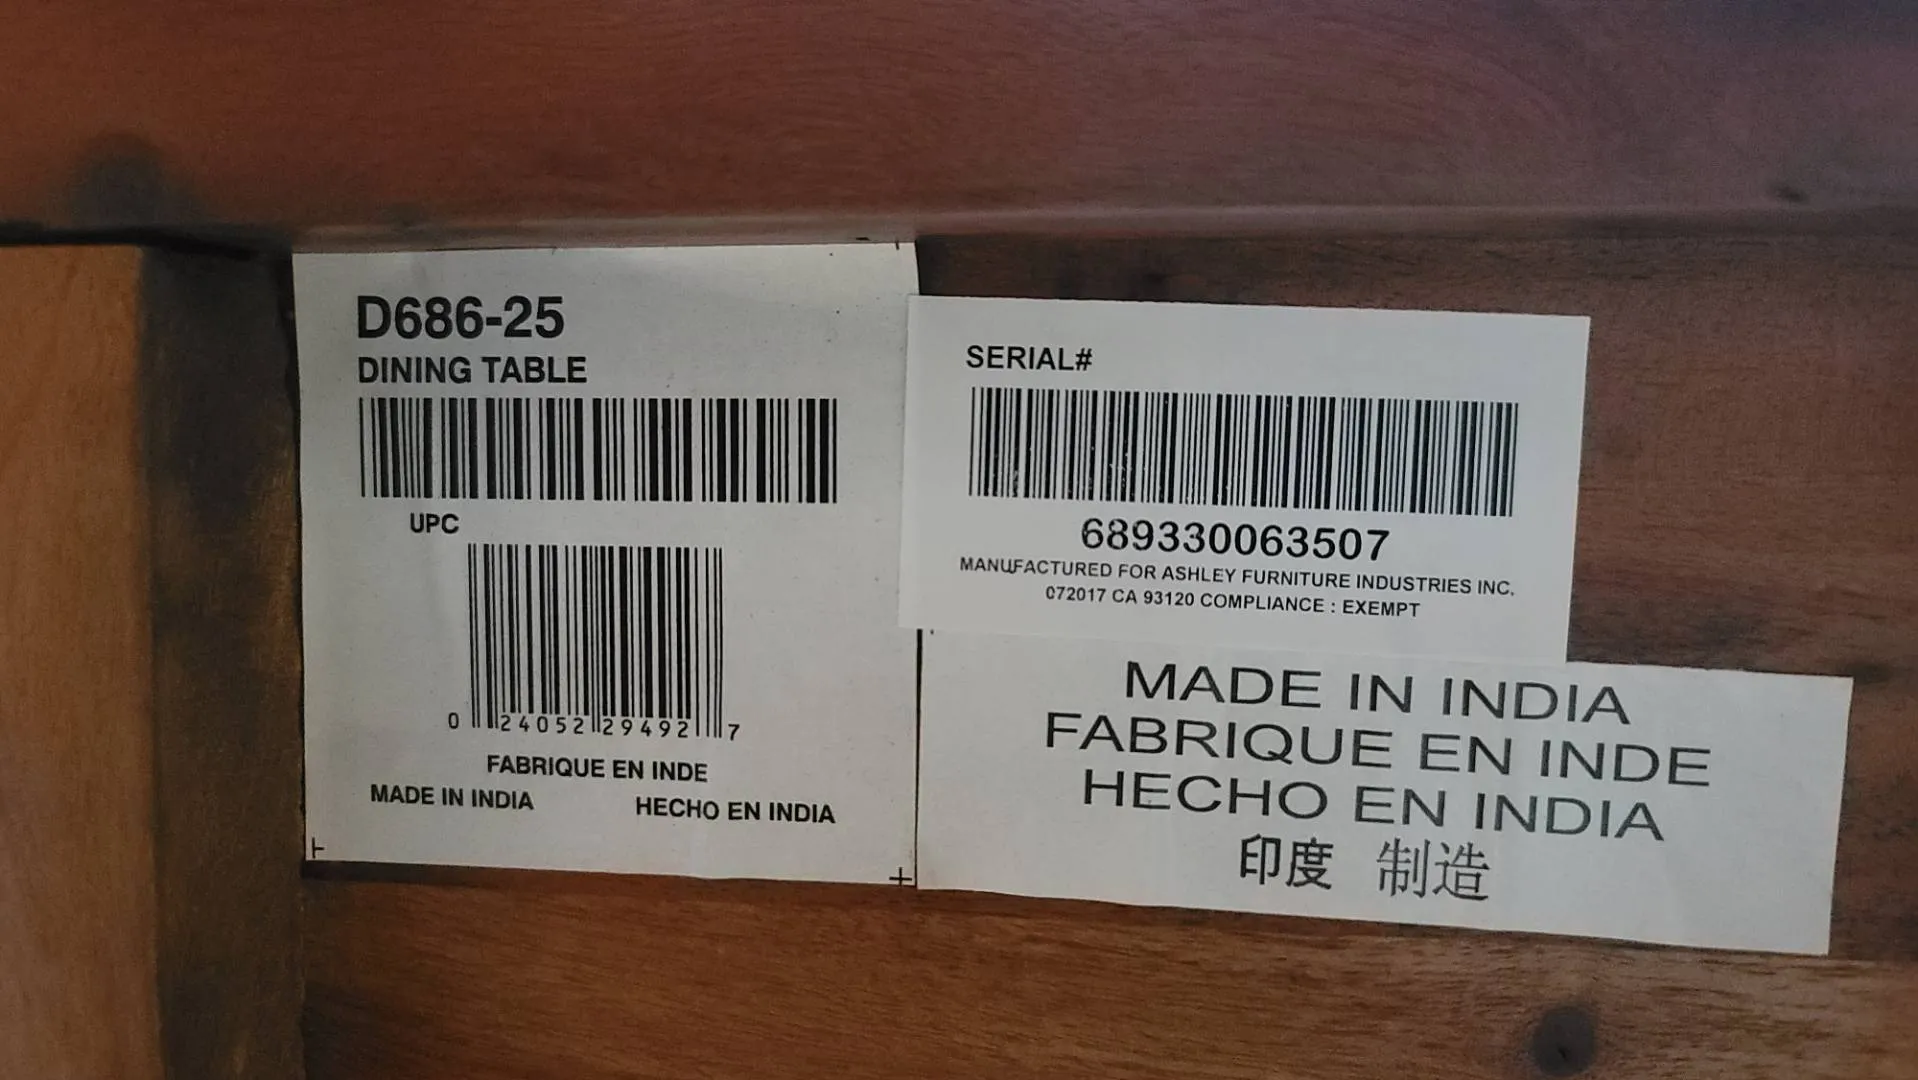 D686-25
DINING TABLE
UPC
0 24052 29492 7
FABRIQUE EN INDE
MADE IN INDIA HECHO EN INDIA
SERIAL#
689330063507
MANUFACTURED FOR ASHLEY FURNITURE INDUSTRIES INC.
072017 CA 93120 COMPLIANCE : EXEMPT
MADE IN INDIA
FABRIQUE EN INDE
HECHO EN INDIA
印度 制造